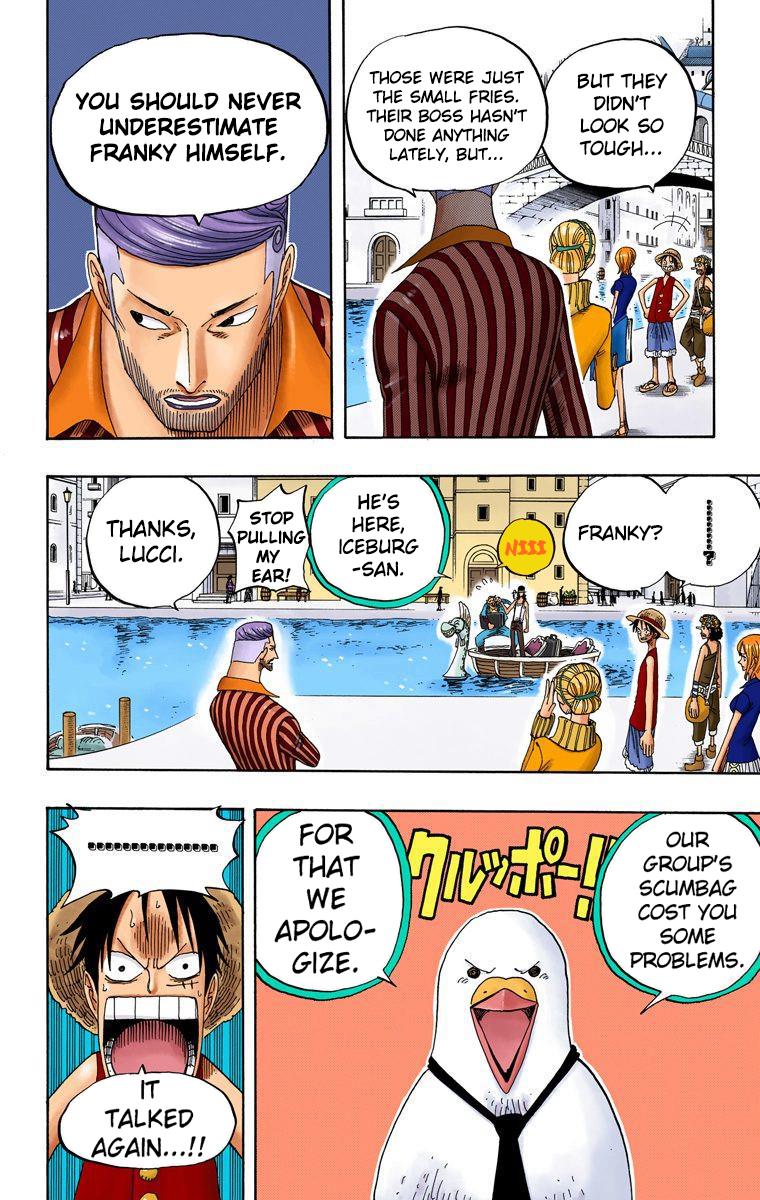 BUT THEY
DIDN'T
LOOK SO
TOUGH...
THOSE WERE JUST
THE SMALL FRIES.
THEIR BOSS HASN'T
DONE ANYTHING
LATELY, BUT...
YOU SHOULD NEVER
UNDERESTIMATE
FRANKY HIMSELF.
..........?
FRANKY?
NIII
HE'S
HERE,
ICEBURG
-SAN.
STOP
PULLING
MY
EAR!
THANKS,
LUCCI.
OUR
GROUP'S
SCUMBAG
COST YOU
SOME
PROBLEMS.
クルッポー!!
FOR
THAT
WE
APOLO-
GIZE.
..................
IT
TALKED
AGAIN...!!